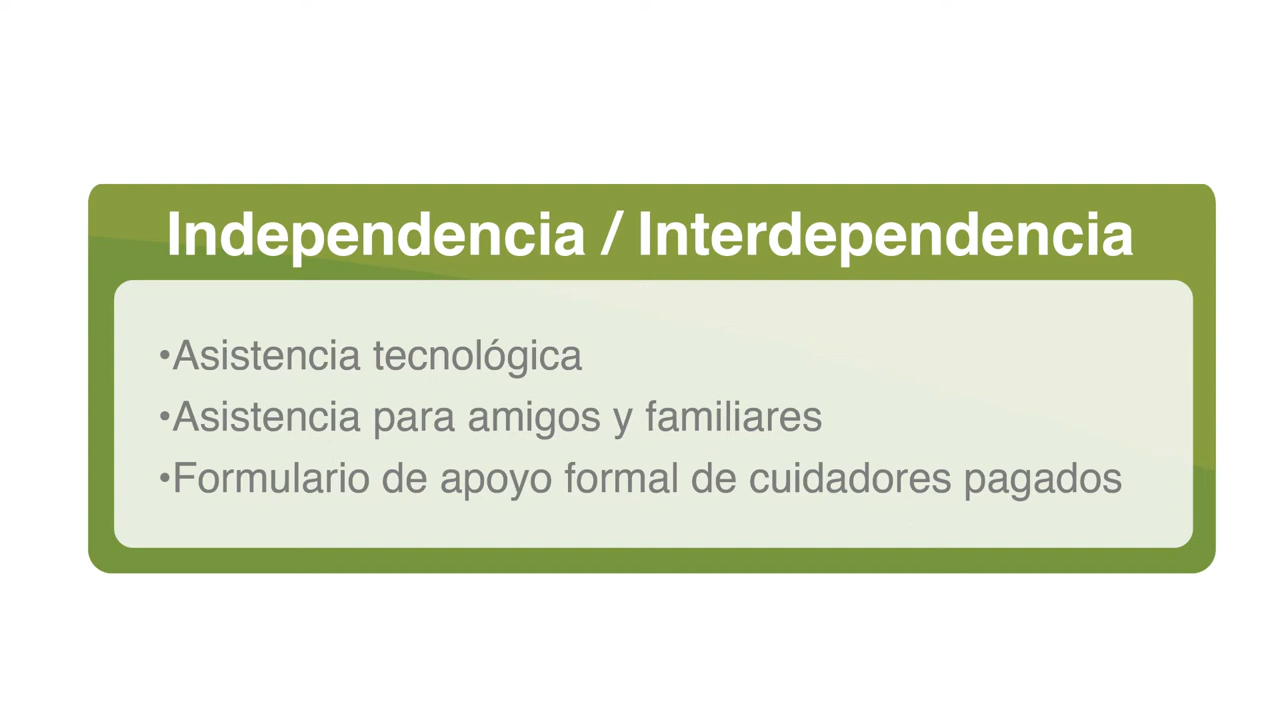 Independencia / Interdependencia
•Asistencia tecnológica
•Asistencia para amigos y familiares
•Formulario de apoyo formal de cuidadores pagados